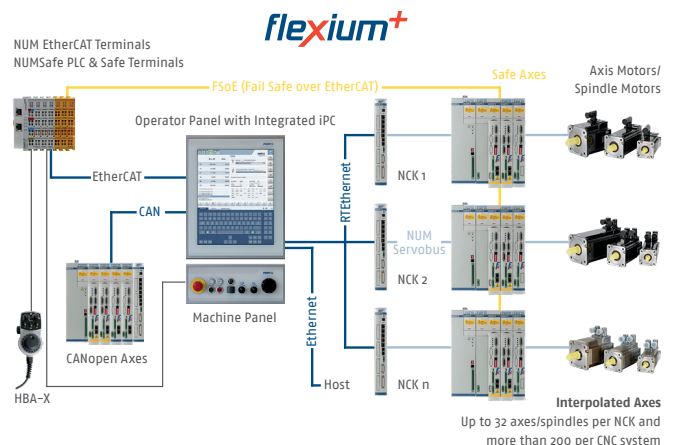 flexium+
NUM EtherCAT Terminals
NUMSafe PLC & Safe Terminals
FSoE (Fail Safe over EtherCAT)
Safe Axes
Axis Motors/
Spindle Motors
Operator Panel with Integrated iPC
EtherCAT
CAN
RTEthernet
NCK 1
NUM
Servobus
NCK 2
Machine Panel
Ethernet
CANopen Axes
HBA-X
Host
NCK n
Interpolated Axes
Up to 32 axes/spindles per NCK and
more than 200 per CNC system